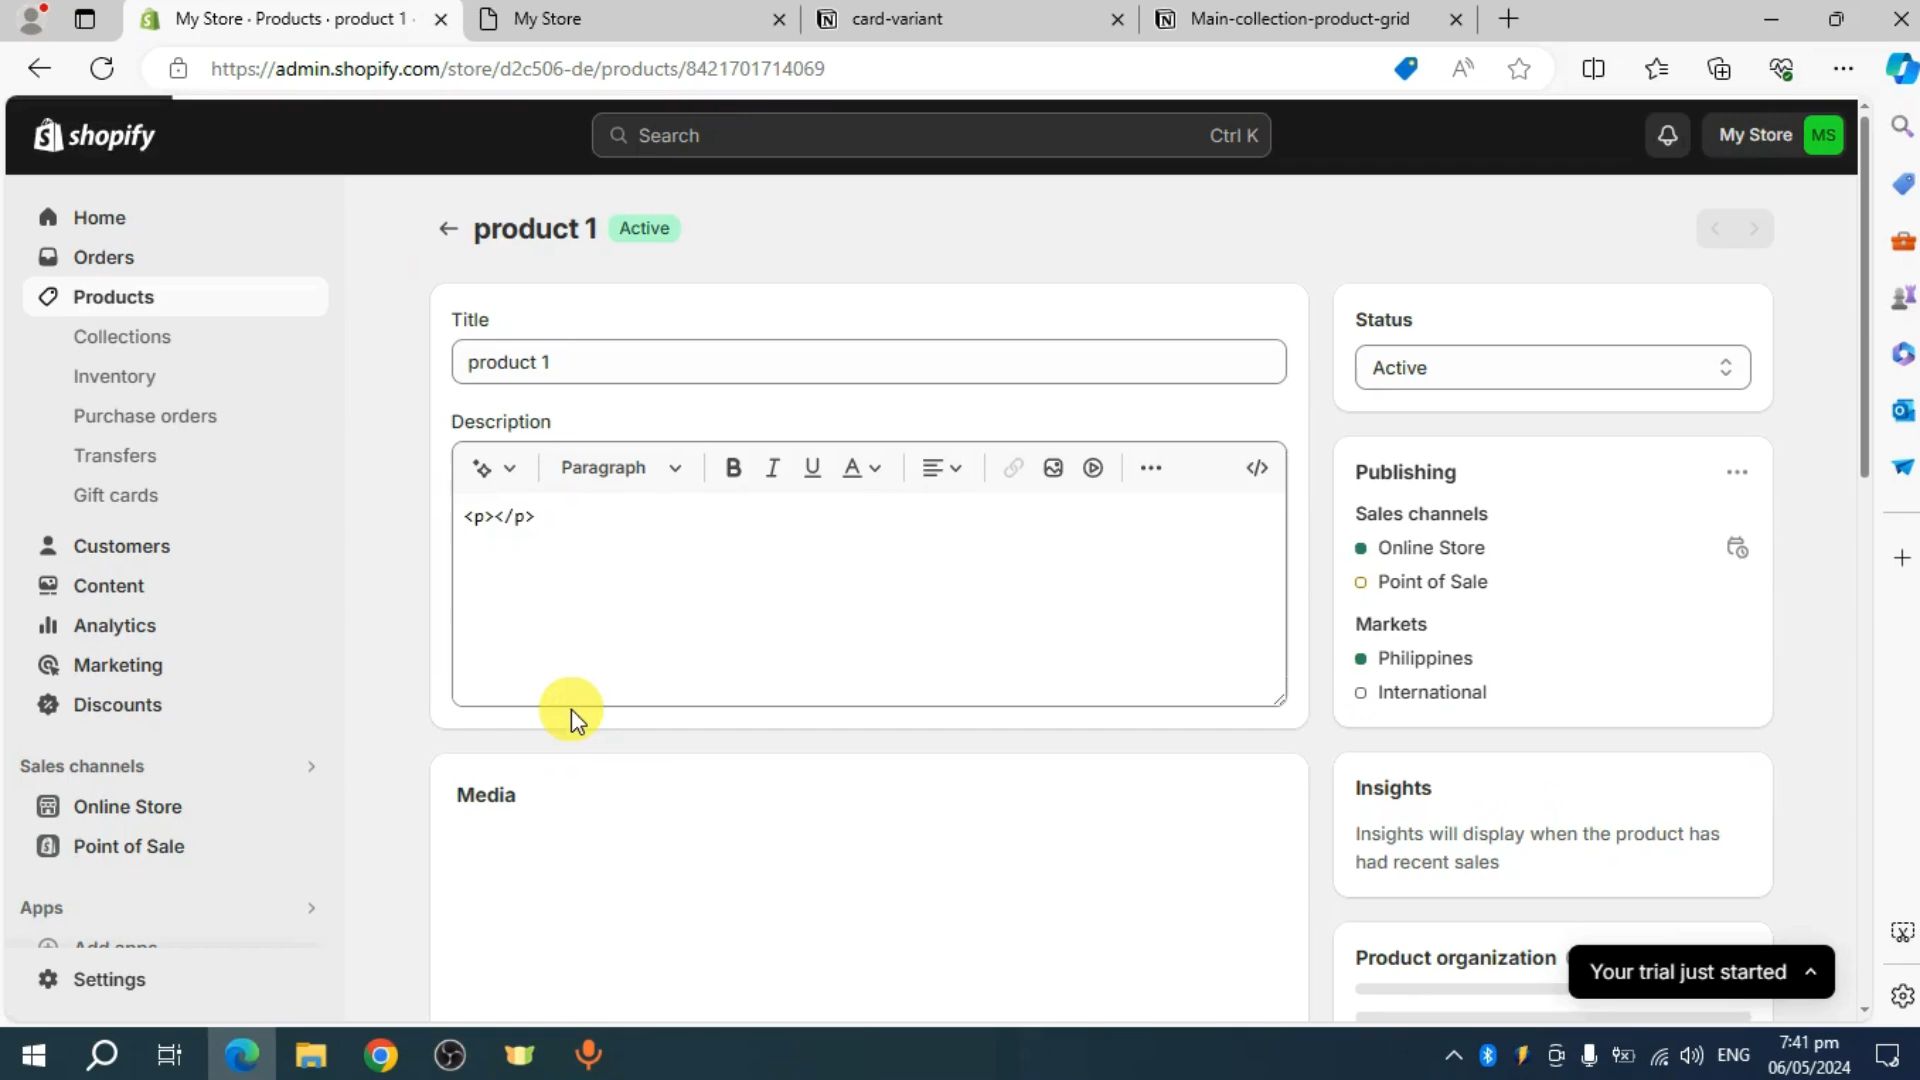 My Store · Products · product 1 ·
My Store
card-variant
Main-collection-product-grid
https://admin.shopify.com/store/d2c506-de/products/8421701714069
shopify
Search
Ctrl K
My Store
MS
Home
Orders
Products
Collections
Inventory
Purchase orders
Transfers
Gift cards
Customers
Content
Analytics
Marketing
Discounts
Sales channels
Online Store
Point of Sale
Apps
Add apps
Settings
product 1
Active
Title
product 1
Description
Paragraph
B I U A
<p></p>
Media
Status
Active
Publishing
Sales channels
Online Store
Point of Sale
Markets
Philippines
International
Insights
Insights will display when the product has
had recent sales
Product organization
Your trial just started
ENG
7:41 pm
06/05/2024